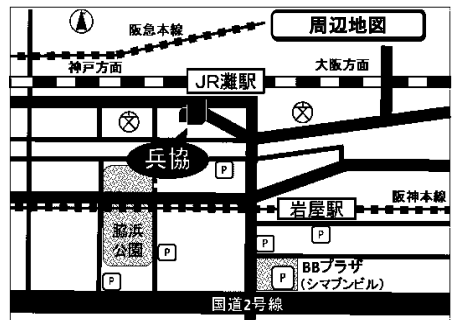 周辺地図
阪急本線
神戸方面
大阪方面
JR灘駅
文
文
兵協
P
阪神本線
岩屋駅
脇浜
公園
P
P
P
P
P
BBプラザ
(シマブンビル)
国道2号線